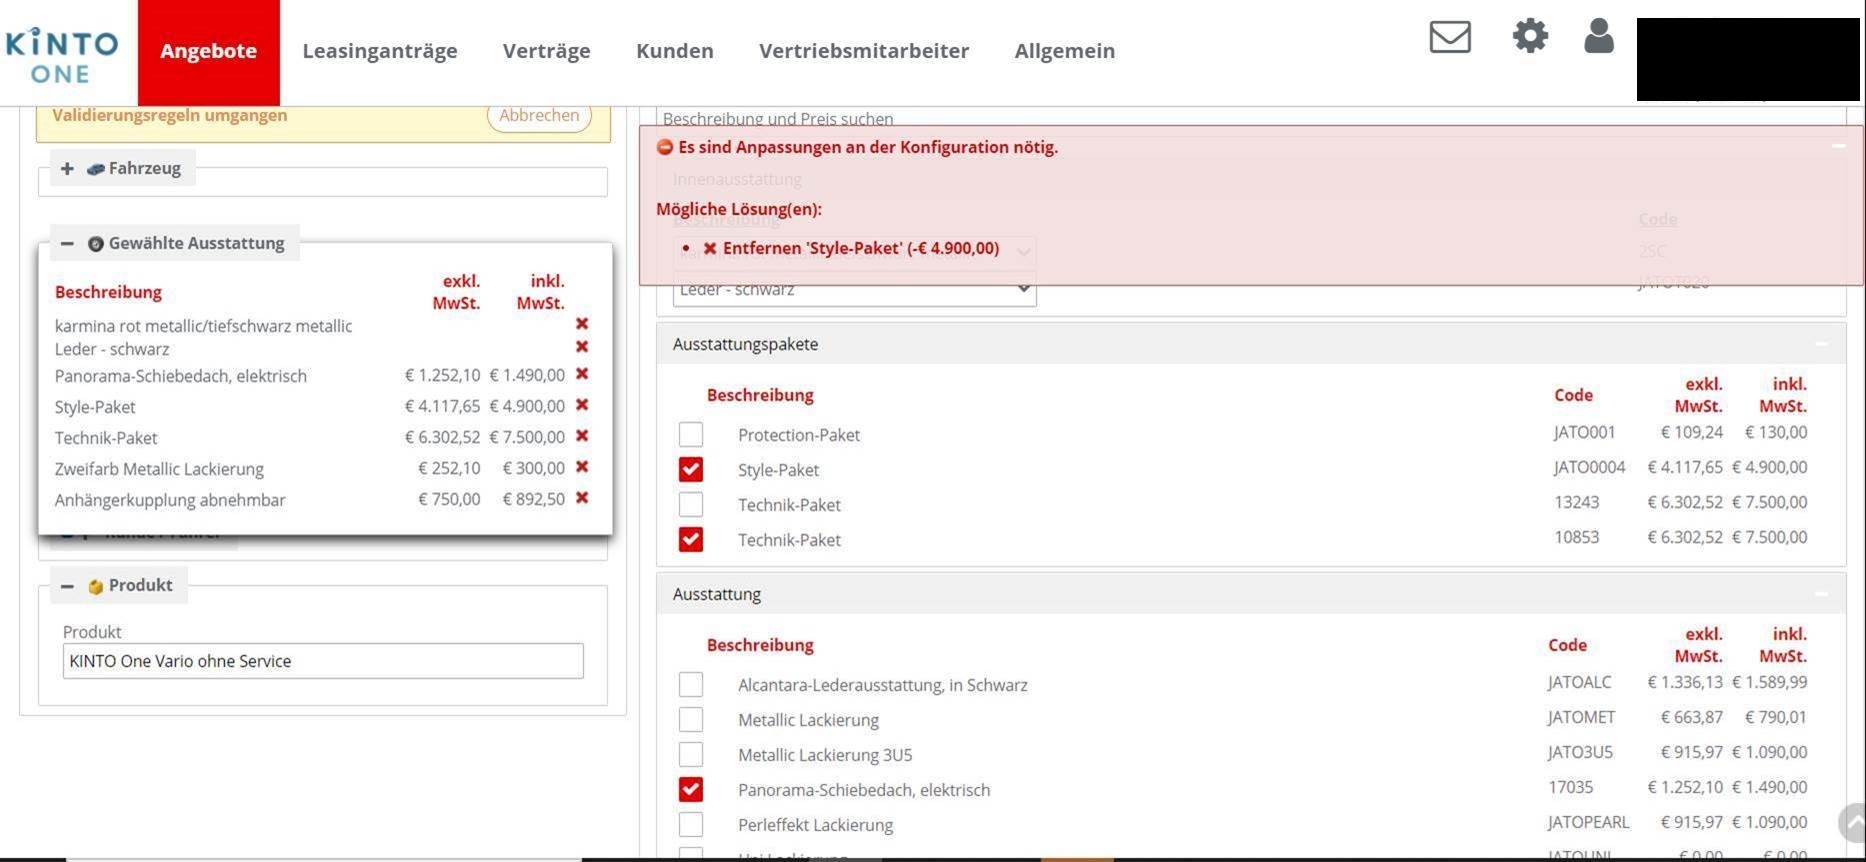 KINTO
ONE
Angebote
Leasinganträge
Verträge
Kunden
Vertriebsmitarbeiter
Allgemein
Validierungsregeln umgangen
Abbrechen
Fahrzeug
Gewählte Ausstattung
Beschreibung exkl. MwSt. inkl. MwSt.
karmina rot metallic/tiefschwarz metallic
Leder - schwarz
Panorama-Schiebedach, elektrisch € 1.252,10 € 1.490,00
Style-Paket € 4.117,65 € 4.900,00
Technik-Paket € 6.302,52 € 7.500,00
Zweifarb Metallic Lackierung € 252,10 € 300,00
Anhängerkupplung abnehmbar € 750,00 € 892,50
Produkt
Produkt
KINTO One Vario ohne Service
Beschreibung und Preis suchen
Es sind Anpassungen an der Konfiguration nötig.
Innenausstattung
Mögliche Lösung(en):
Beschreibung Code
• Entfernen 'Style-Paket' (-€ 4.900,00)
2SC
Leder - schwarz
Ausstattungspakete
Beschreibung Code exkl. MwSt. inkl. MwSt.
Protection-Paket JATO001 € 109,24 € 130,00
Style-Paket JATO0004 € 4.117,65 € 4.900,00
Technik-Paket 13243 € 6.302,52 € 7.500,00
Technik-Paket 10853 € 6.302,52 € 7.500,00
Ausstattung
Beschreibung Code exkl. MwSt. inkl. MwSt.
Alcantara-Lederausstattung, in Schwarz JATOALC € 1.336,13 € 1.589,99
Metallic Lackierung JATOMET € 663,87 € 790,01
Metallic Lackierung 3U5 JATO3U5 € 915,97 € 1.090,00
Panorama-Schiebedach, elektrisch 17035 € 1.252,10 € 1.490,00
Perleffekt Lackierung JATOPEARL € 915,97 € 1.090,00